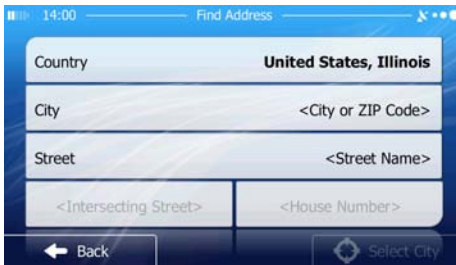 14:00 Find Address
Country United States, Illinois
City <City or ZIP Code>
Street <Street Name>
<Intersecting Street> <House Number>
Back Select City